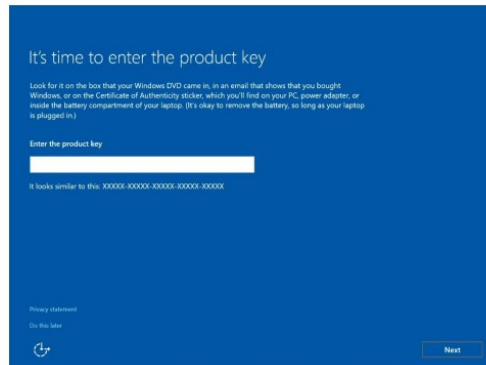 It's time to enter the product key
Look for it on the box that your Windows DVD came in, in an email that shows that you bought
Windows, or on the Certificate of Authenticity sticker, which you'll find on your PC, power adapter, or
inside the battery compartment of your laptop. (It's okay to remove the battery, so long as your laptop
is plugged in.)
Enter the product key
It looks similar to this: XXXXX-XXXXX-XXXXX-XXXXX-XXXXX
Privacy statement
Do this later
Next